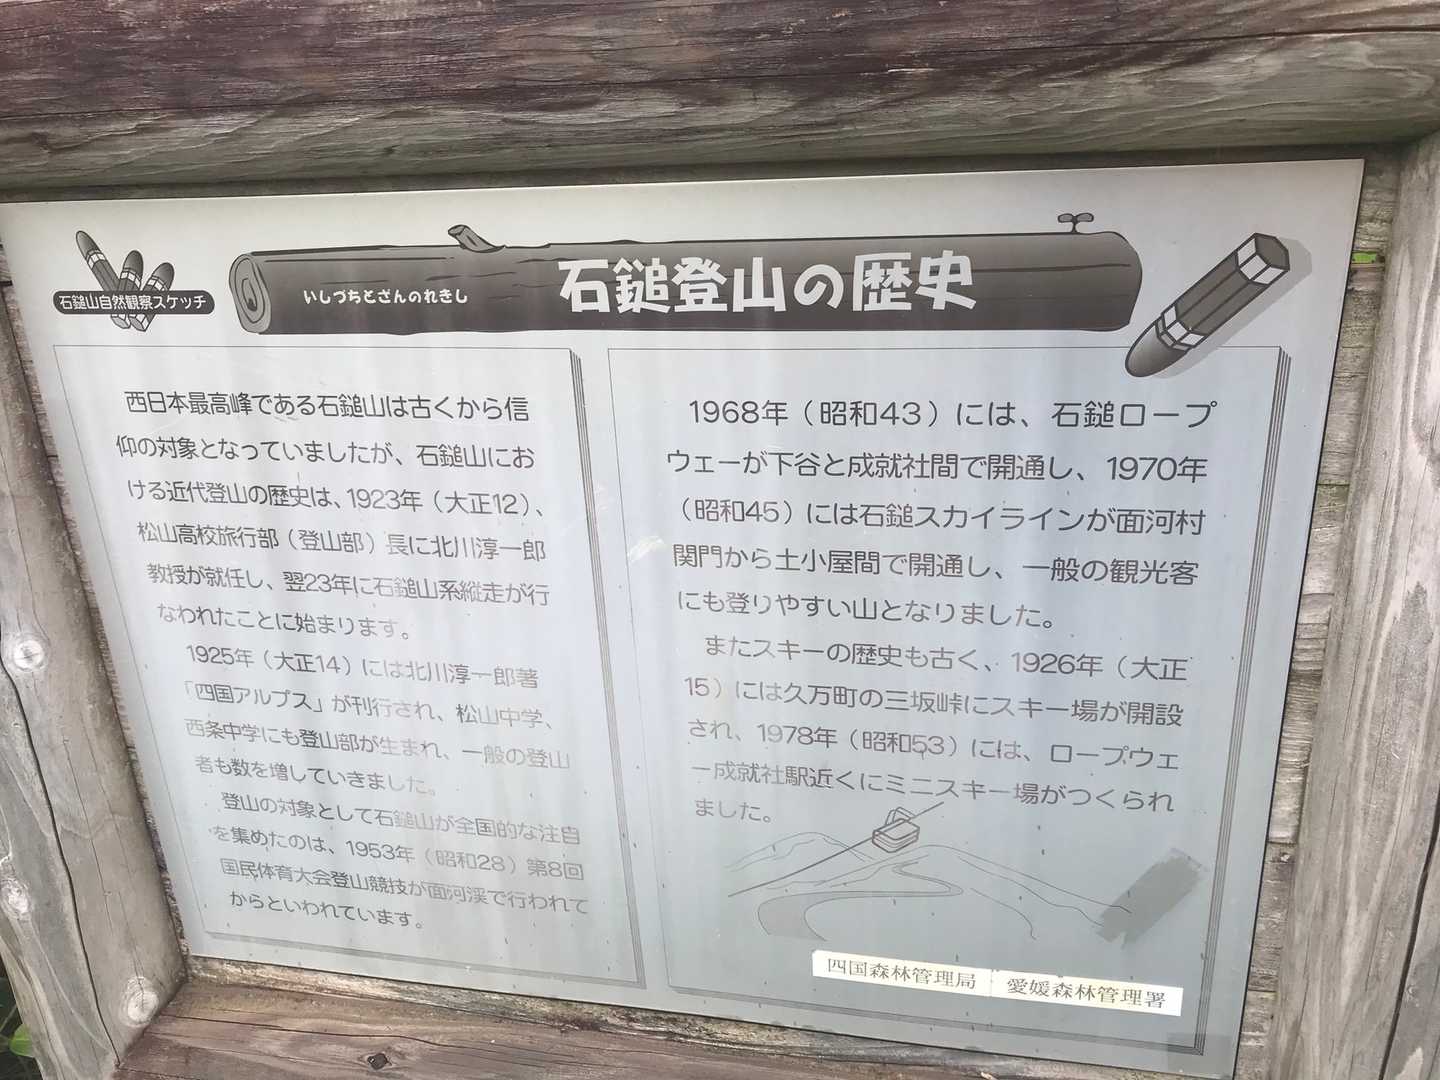 石鎚山自然観察スケッチ
いしづちとざんのれきし
石鎚登山の歴史
西日本最高峰である石鎚山は古くから信
仰の対象となっていましたが、石鎚山にお
ける近代登山の歴史は、1923年（大正12）、
松山高校旅行部（登山部）長に北川淳一郎
教授が就任し、翌23年に石鎚山系縦走が行
なわれたことに始まります。
1925年（大正14）には北川淳一郎著
「四国アルプス」が刊行され、松山中学、
西条中学にも登山部が生まれ、一般の登山
者も数を増していきました。
登山の対象として石鎚山が全国的な注目
を集めたのは、1953年（昭和28）第8回
国民体育大会登山競技が面河渓で行われて
からといわれています。
1968年（昭和43）には、石鎚ロープ
ウェーが下谷と成就社間で開通し、1970年
（昭和45）には石鎚スカイラインが面河村
関門から土小屋間で開通し、一般の観光客
にも登りやすい山となりました。
またスキーの歴史も古く、1926年（大正
15）には久万町の三坂峠にスキー場が開設
され、1978年（昭和53）には、ロープウェ
ー成就社駅近くにミニスキー場がつくられ
ました。
四国森林管理局 愛媛森林管理署